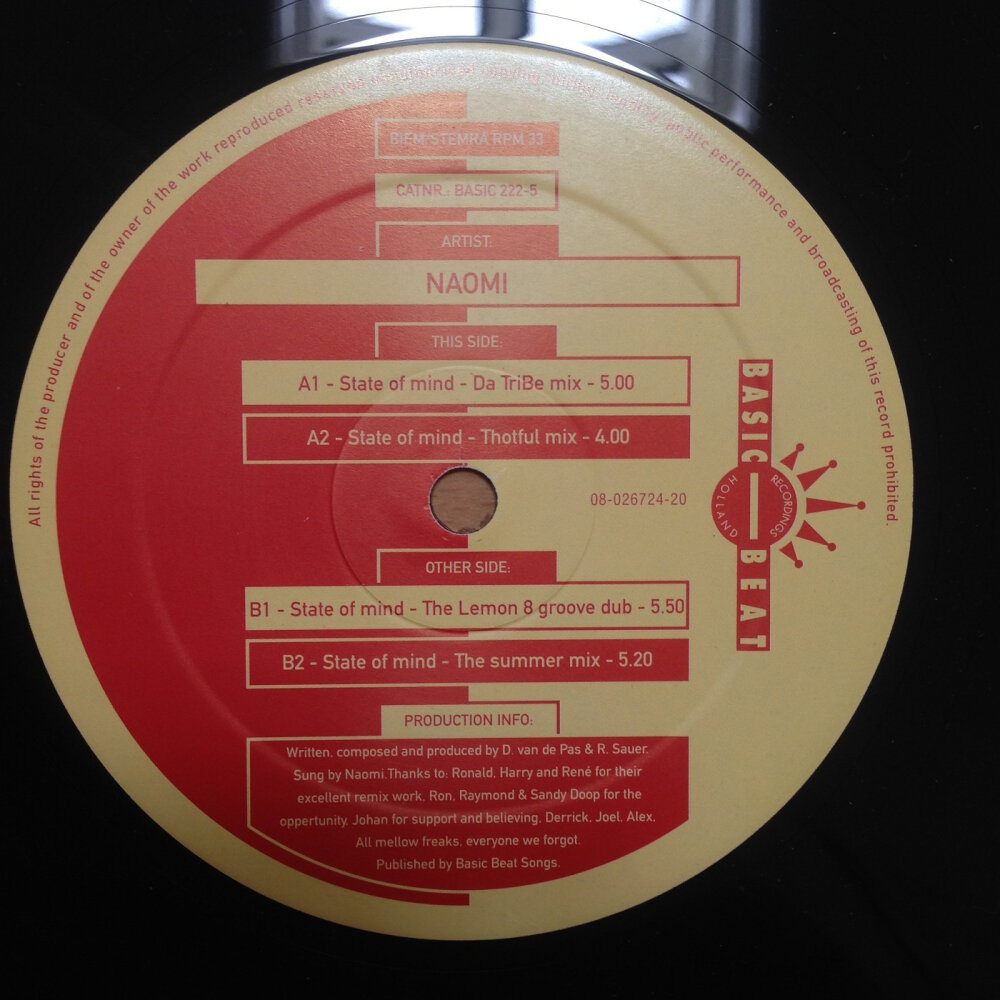 All rights of the producer and of the owner of the work reproduced reserved public performance and broadcasting of this record prohibited.
BIEM/STEMRA RPM 33
CATNR.: BASIC 222-5
ARTIST:
NAOMI
THIS SIDE:
A1 - State of mind - Da TriBe mix - 5.00
A2 - State of mind - Thotful mix - 4.00
08-026724-20
BASIC BEAT
RECORDINGS
HOLLAND
OTHER SIDE:
B1 - State of mind - The Lemon 8 groove dub - 5.50
B2 - State of mind - The summer mix - 5.20
PRODUCTION INFO:
Written, composed and produced by D. van de Pas & R. Sauer.
Sung by Naomi.Thanks to: Ronald, Harry and René for their
excellent remix work, Ron, Raymond & Sandy Doop for the
oppertunity, Johan for support and believing, Derrick, Joel, Alex,
All mellow freaks, everyone we forgot.
Published by Basic Beat Songs.